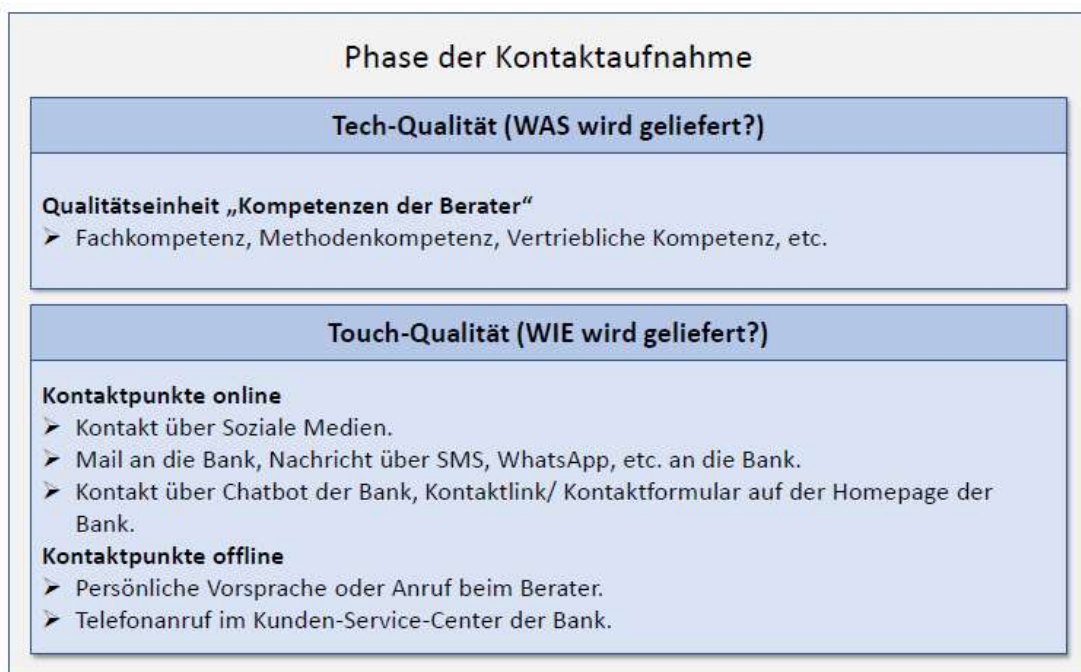 Phase der Kontaktaufnahme
Tech-Qualität (WAS wird geliefert?)
Qualitätseinheit „Kompetenzen der Berater“
➢ Fachkompetenz, Methodenkompetenz, Vertriebliche Kompetenz, etc.
Touch-Qualität (WIE wird geliefert?)
Kontaktpunkte online
➢ Kontakt über Soziale Medien.
➢ Mail an die Bank, Nachricht über SMS, WhatsApp, etc. an die Bank.
➢ Kontakt über Chatbot der Bank, Kontaktlink/ Kontaktformular auf der Homepage der
Bank.
Kontaktpunkte offline
➢ Persönliche Vorsprache oder Anruf beim Berater.
➢ Telefonanruf im Kunden-Service-Center der Bank.